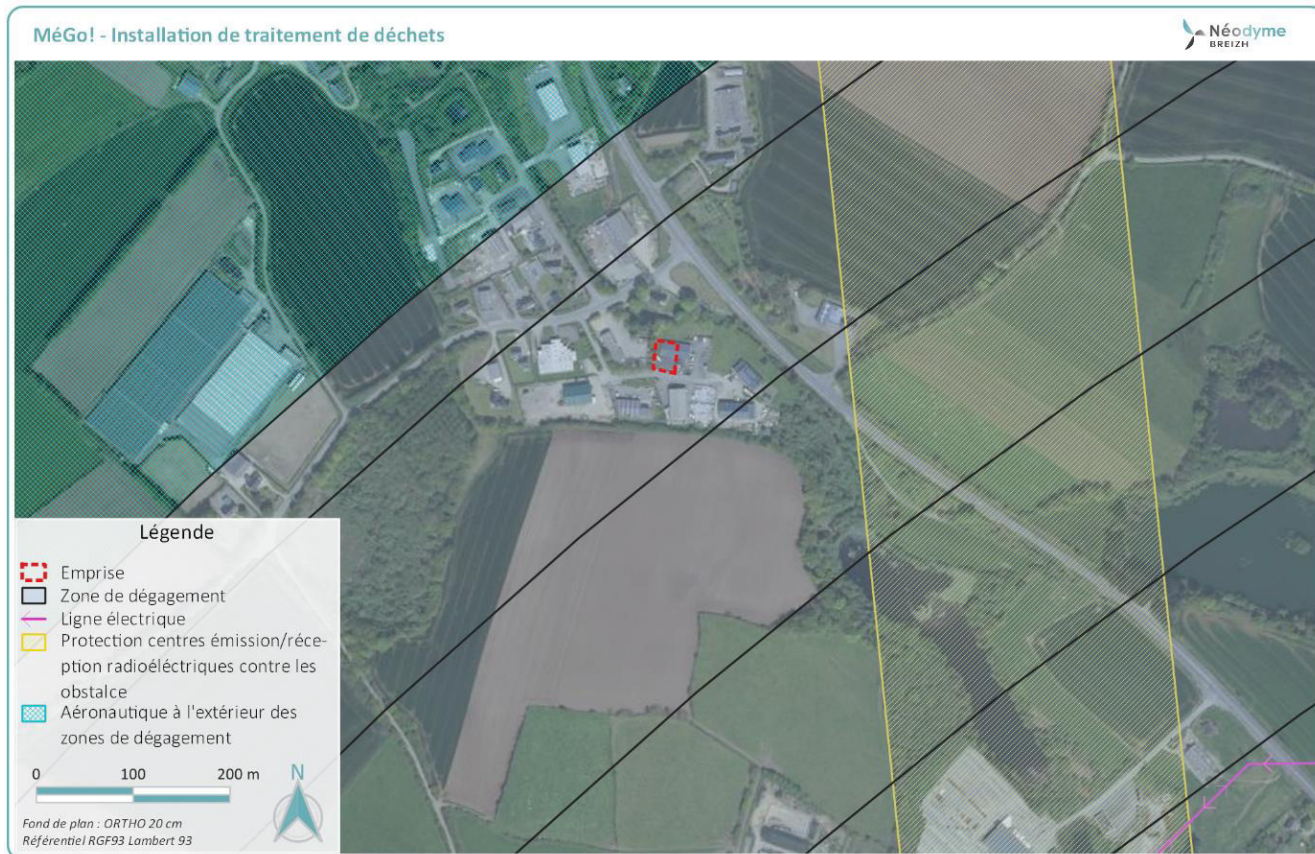 MéGo! - Installation de traitement de déchets
Néodyme
BREIZH
Légende
Emprise
Zone de dégagement
Ligne électrique
Protection centres émission/réce-
ption radioéléctriques contre les
obstalce
Aéronautique à l'extérieur des
zones de dégagement
0 100 200 m
N
Fond de plan : ORTHO 20 cm
Référentiel RGF93 Lambert 93